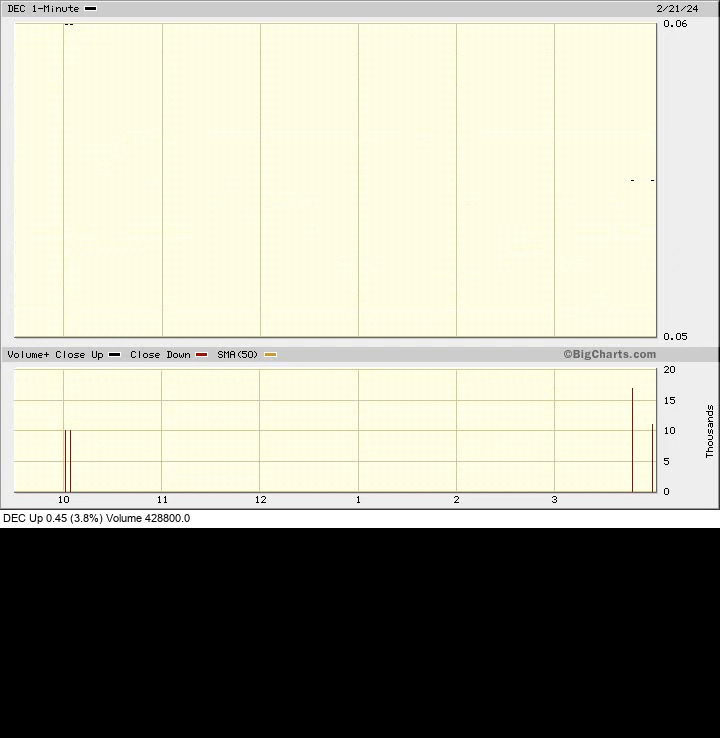 DEC 1-Minute 2/21/24
0.06
0.05
Volume+ Close Up Close Down SMA(50) ©BigCharts.com
20
15
10
5
0
Thousands
10 11 12 1 2 3
DEC Up 0.45 (3.8%) Volume 428800.0